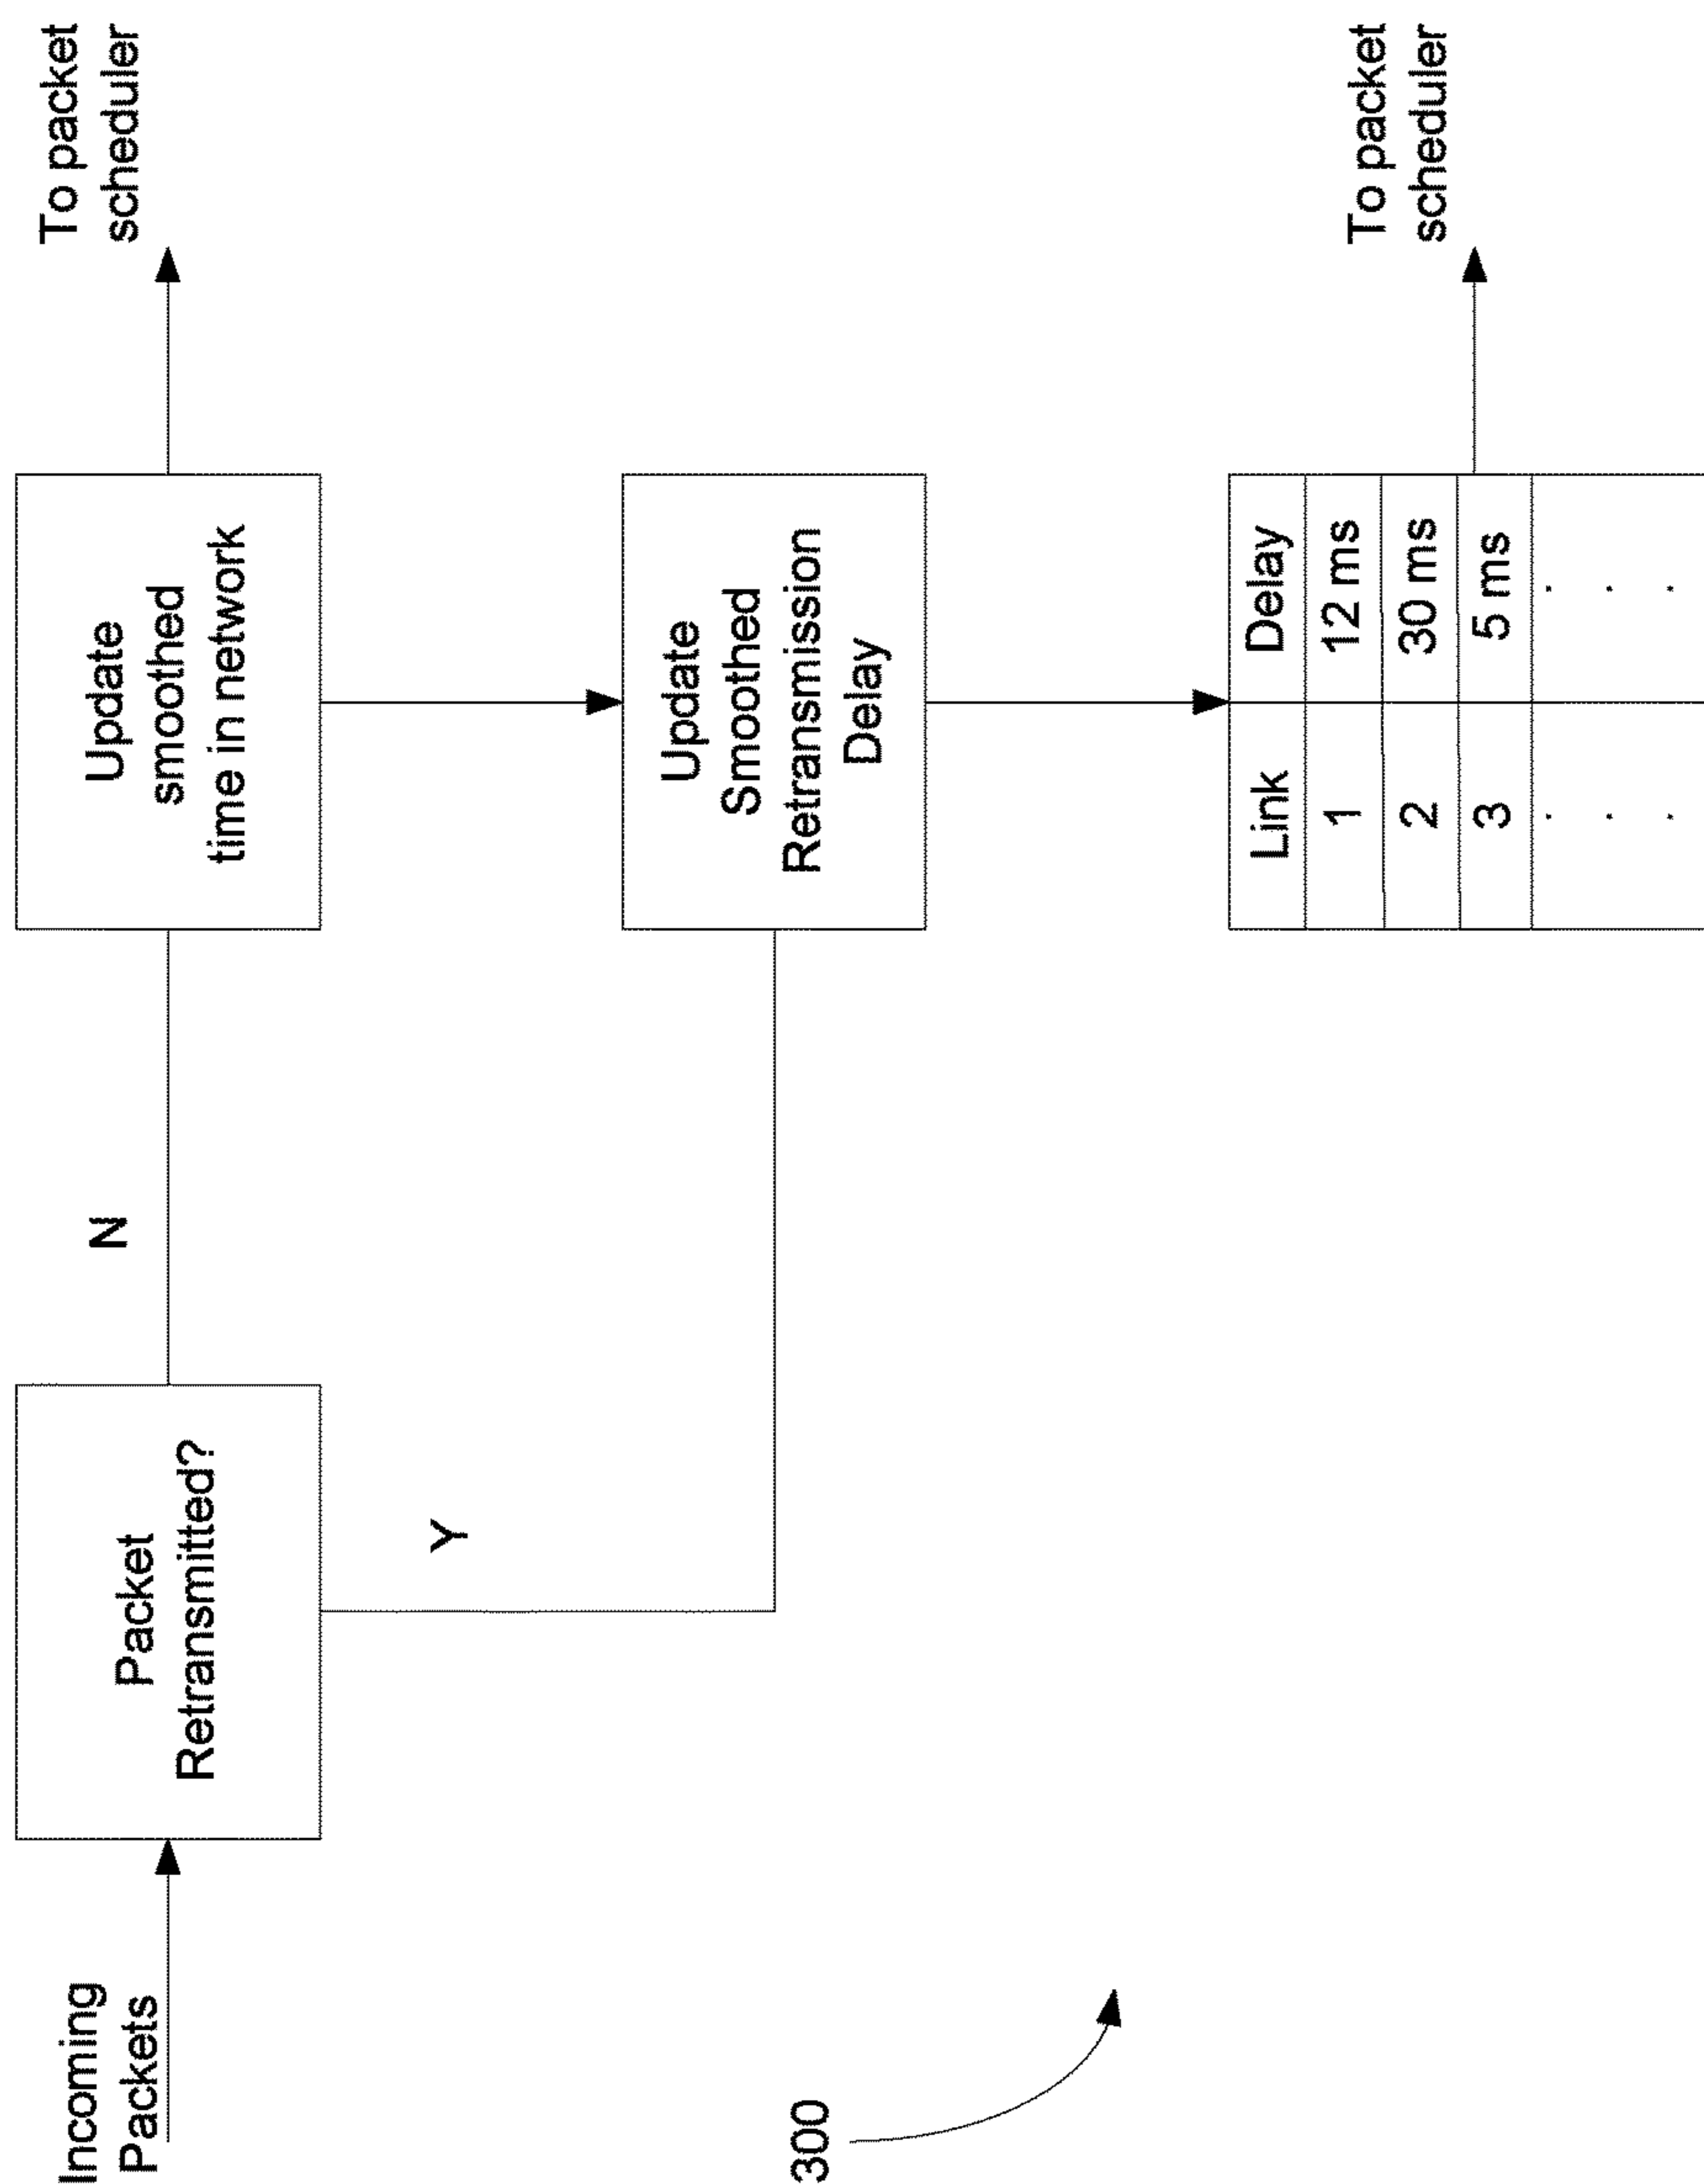 Incoming
Packets
Packet
Retransmitted?
N
Update
smoothed
time in network
To packet
scheduler
Y
Update
Smoothed
Retransmission
Delay
300
Link Delay
1 12 ms
2 30 ms
3 5 ms
. .
. .
. .
To packet
scheduler